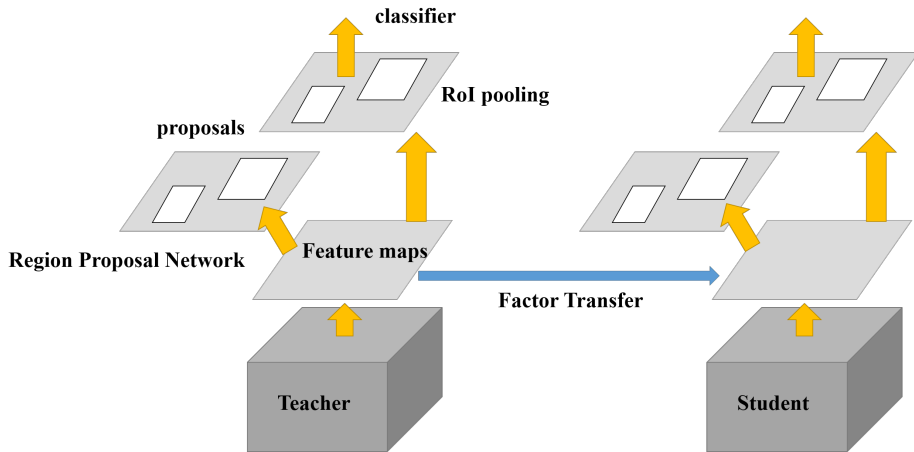 classifier
RoI pooling
proposals
Region Proposal Network
Feature maps
Factor Transfer
Teacher
Student